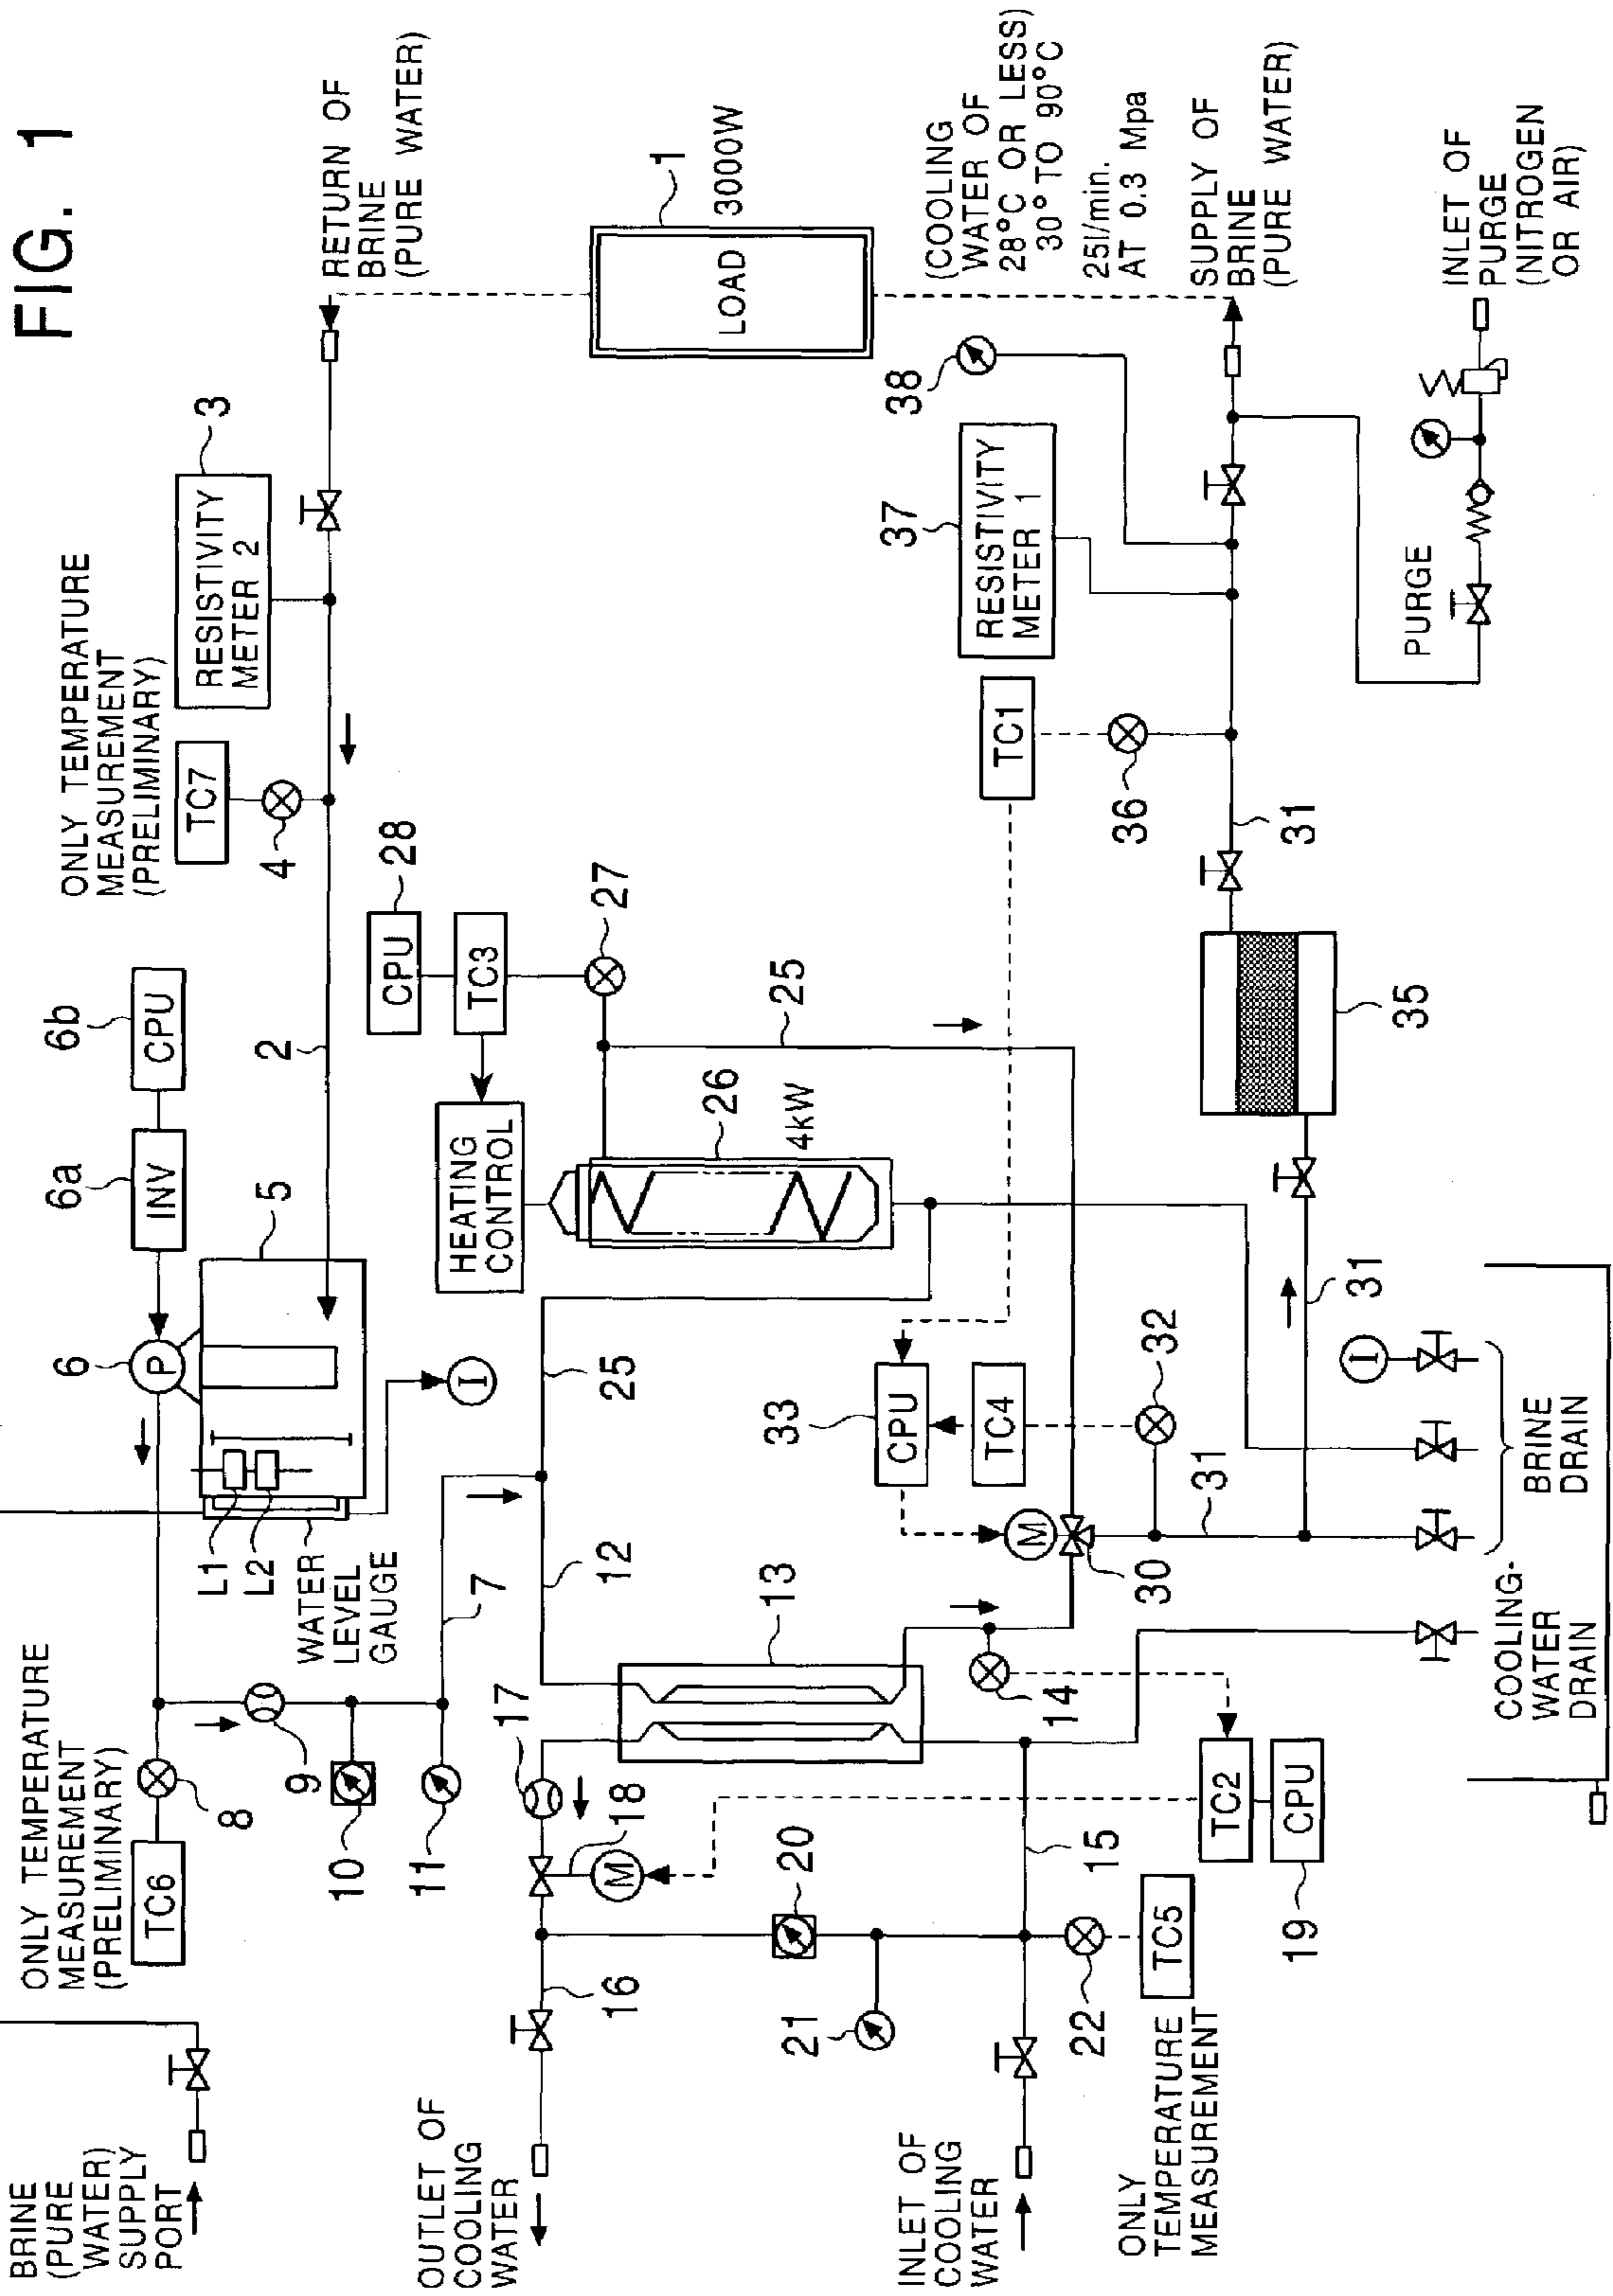 FIG. 1
BRINE
(PURE
WATER)
SUPPLY
PORT
ONLY TEMPERATURE
MEASUREMENT
(PRELIMINARY)
TC6
8
9
10
11
7
L1
L2
WATER
LEVEL
GAUGE
6
P
6a
INV
6b
CPU
5
I
2
ONLY TEMPERATURE
MEASUREMENT
(PRELIMINARY)
TC7
4
RESISTIVITY
METER 2
3
RETURN OF
BRINE
(PURE WATER)
LOAD
1
3000W
OUTLET OF
COOLING
WATER
16
M
18
17
12
13
25
HEATING
CONTROL
CPU
28
TC3
27
26
4kW
25
20
21
15
INLET OF
COOLING
WATER
22
TC5
ONLY
TEMPERATURE
MEASUREMENT
14
TC2
CPU
19
33
CPU
TC4
32
M
30
31
31
35
31
36
TC1
37
RESISTIVITY
METER 1
38
(COOLING
WATER OF
28°C OR LESS)
30° TO 90°C
25l/min.
AT 0.3 Mpa
SUPPLY OF
BRINE
(PURE WATER)
INLET OF
PURGE
(NITROGEN
OR AIR)
PURGE
I
COOLING-
WATER
DRAIN
BRINE
DRAIN